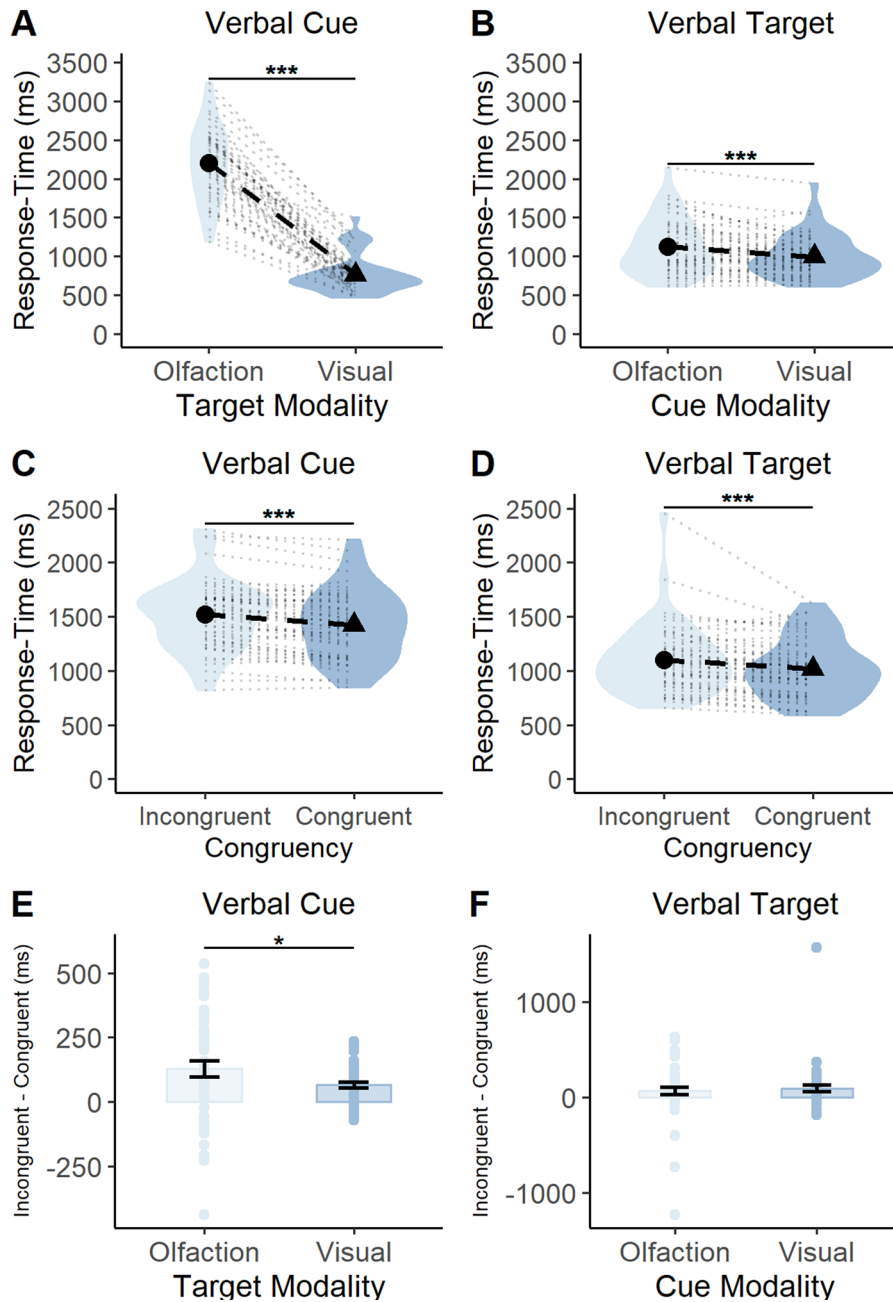 A
Verbal Cue
Response-Time (ms)
3500
3000
2500
2000
1500
1000
500
0
***
Olfaction
Visual
Target Modality
B
Verbal Target
Response-Time (ms)
3500
3000
2500
2000
1500
1000
500
0
***
Olfaction
Visual
Cue Modality
C
Verbal Cue
Response-Time (ms)
2500
2000
1500
1000
500
0
***
Incongruent
Congruent
Congruency
D
Verbal Target
Response-Time (ms)
2500
2000
1500
1000
500
0
***
Incongruent
Congruent
Congruency
E
Verbal Cue
Incongruent - Congruent (ms)
500
250
0
-250
*
Olfaction
Visual
Target Modality
F
Verbal Target
Incongruent - Congruent (ms)
1000
0
-1000
Olfaction
Visual
Cue Modality